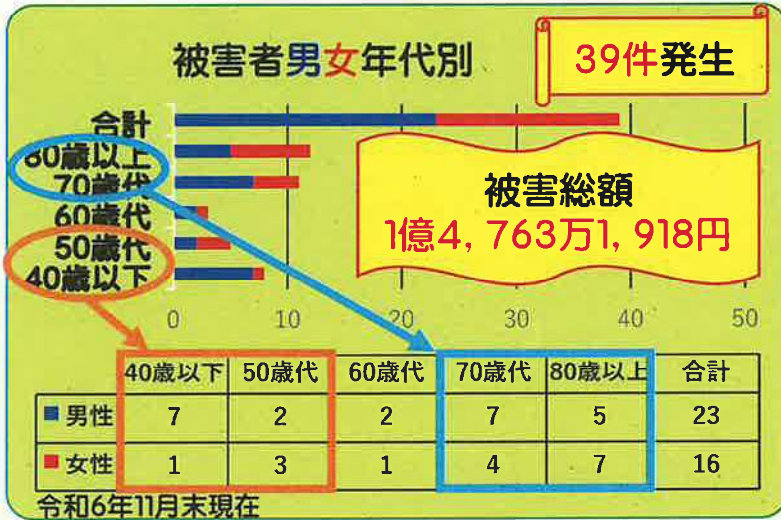 被害者男女年代別
39件発生
合計
80歳以上
70歳代
60歳代
50歳代
40歳以下
被害総額
1億4,763万1,918円
0 10 20 30 40 50
40歳以下 50歳代 60歳代 70歳代 80歳以上 合計
男性 7 2 2 7 5 23
女性 1 3 1 4 7 16
令和6年11月末現在